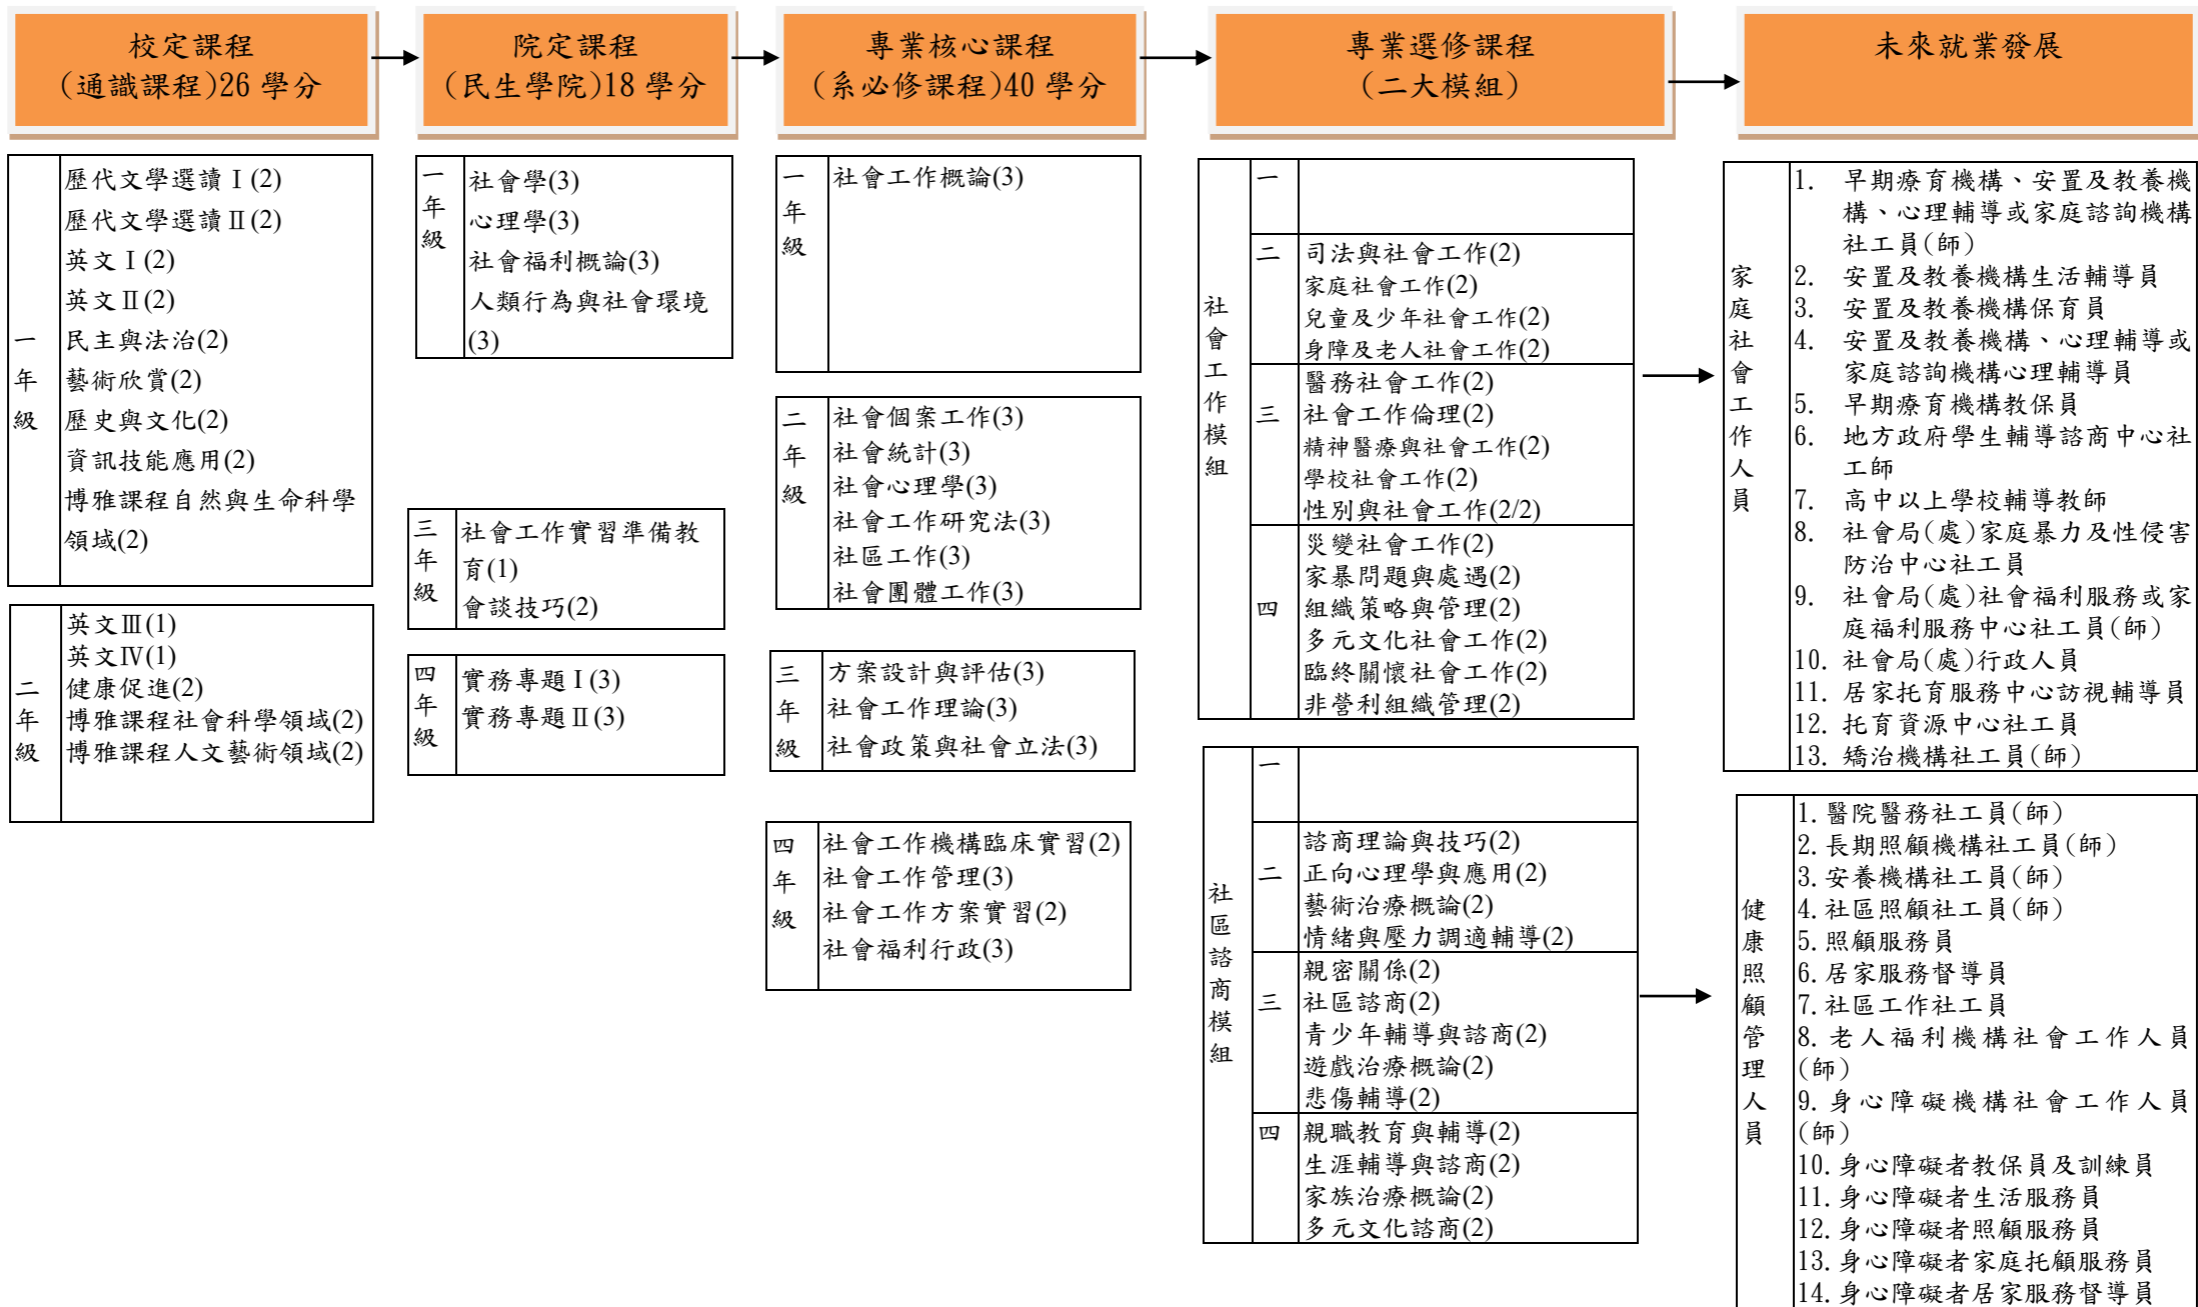 校定課程
(通識課程)26 學分
院定課程
(民生學院)18 學分
專業核心課程
(系必修課程)40 學分
專業選修課程
(二大模組)
未來就業發展
一年級
歷代文學選讀Ⅰ(2)
歷代文學選讀Ⅱ(2)
英文Ⅰ(2)
英文Ⅱ(2)
民主與法治(2)
藝術欣賞(2)
歷史與文化(2)
資訊技能應用(2)
博雅課程自然與生命科學
領域(2)
二年級
英文Ⅲ(1)
英文Ⅳ(1)
健康促進(2)
博雅課程社會科學領域(2)
博雅課程人文藝術領域(2)
一年級
社會學(3)
心理學(3)
社會福利概論(3)
人類行為與社會環境
(3)
三年級
社會工作實習準備教
育(1)
會談技巧(2)
四年級
實務專題Ⅰ(3)
實務專題Ⅱ(3)
一年級
社會工作概論(3)
二年級
社會個案工作(3)
社會統計(3)
社會心理學(3)
社會工作研究法(3)
社區工作(3)
社會團體工作(3)
三年級
方案設計與評估(3)
社會工作理論(3)
社會政策與社會立法(3)
四年級
社會工作機構臨床實習(2)
社會工作管理(3)
社會工作方案實習(2)
社會福利行政(3)
社會工作模組
一
二
司法與社會工作(2)
家庭社會工作(2)
兒童及少年社會工作(2)
身障及老人社會工作(2)
三
醫務社會工作(2)
社會工作倫理(2)
精神醫療與社會工作(2)
學校社會工作(2)
性別與社會工作(2/2)
四
災變社會工作(2)
家暴問題與處遇(2)
組織策略與管理(2)
多元文化社會工作(2)
臨終關懷社會工作(2)
非營利組織管理(2)
社區諮商模組
一
二
諮商理論與技巧(2)
正向心理學與應用(2)
藝術治療概論(2)
情緒與壓力調適輔導(2)
三
親密關係(2)
社區諮商(2)
青少年輔導與諮商(2)
遊戲治療概論(2)
悲傷輔導(2)
四
親職教育與輔導(2)
生涯輔導與諮商(2)
家族治療概論(2)
多元文化諮商(2)
家庭社會工作人員
1. 早期療育機構、安置及教養機
構、心理輔導或家庭諮詢機構
社工員(師)
2. 安置及教養機構生活輔導員
3. 安置及教養機構保育員
4. 安置及教養機構、心理輔導或
家庭諮詢機構心理輔導員
5. 早期療育機構教保員
6. 地方政府學生輔導諮商中心社
工師
7. 高中以上學校輔導教師
8. 社會局(處)家庭暴力及性侵害
防治中心社工員
9. 社會局(處)社會福利服務或家
庭福利服務中心社工員(師)
10. 社會局(處)行政人員
11. 居家托育服務中心訪視輔導員
12. 托育資源中心社工員
13. 矯治機構社工員(師)
健康照顧管理人員
1.醫院醫務社工員(師)
2.長期照顧機構社工員(師)
3.安養機構社工員(師)
4.社區照顧社工員(師)
5.照顧服務員
6.居家服務督導員
7.社區工作社工員
8.老人福利機構社會工作人員
(師)
9.身心障礙機構社會工作人員
(師)
10.身心障礙者教保員及訓練員
11.身心障礙者生活服務員
12.身心障礙者照顧服務員
13.身心障礙者家庭托顧服務員
14.身心障礙者居家服務督導員